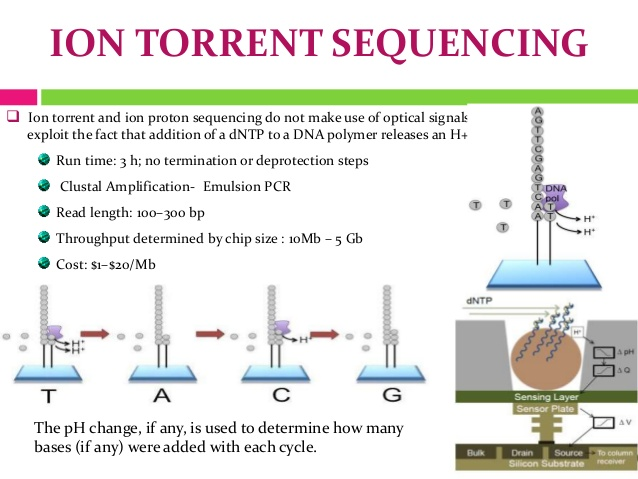 ION TORRENT SEQUENCING
Ion torrent and ion proton sequencing do not make use of optical signals
exploit the fact that addition of a dNTP to a DNA polymer releases an H+
Run time: 3 h; no termination or deprotection steps
Clustal Amplification- Emulsion PCR
Read length: 100–300 bp
Throughput determined by chip size : 10Mb – 5 Gb
Cost: $1–$20/Mb
A
G
T
T
C
G
A
G
T
C
A
A
T
T
T
T
T
DNA
pol
H⁺
H⁺
H⁺
H⁺
H⁺
T
A
C
G
dNTP
H⁺
Δ pH
Δ Q
Sensing Layer
Sensor Plate
Δ V
Bulk
Drain
Source
To column
receiver
Silicon Substrate
The pH change, if any, is used to determine how many
bases (if any) were added with each cycle.